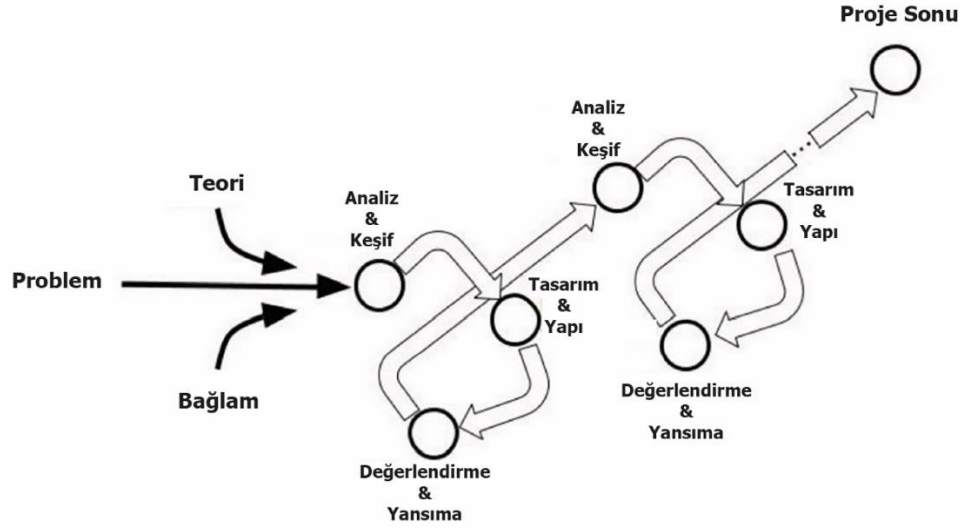 Proje Sonu
Analiz
&
Keşif
Teori
Analiz
&
Keşif
Tasarım
&
Yapı
Problem
Tasarım
&
Yapı
Bağlam
Değerlendirme
&
Yansıma
Değerlendirme
&
Yansıma